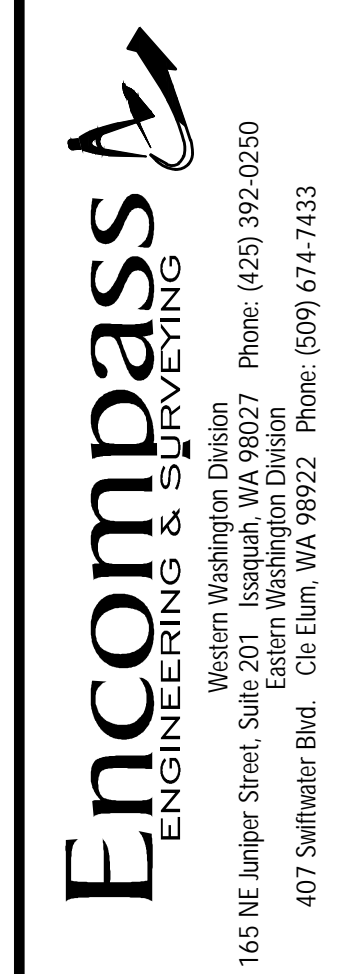 Encompass
ENGINEERING & SURVEYING
Western Washington Division
165 NE Juniper Street, Suite 201 Issaquah, WA 98027 Phone: (425) 392-0250
Eastern Washington Division
407 Swiftwater Blvd. Cle Elum, WA 98922 Phone: (509) 674-7433